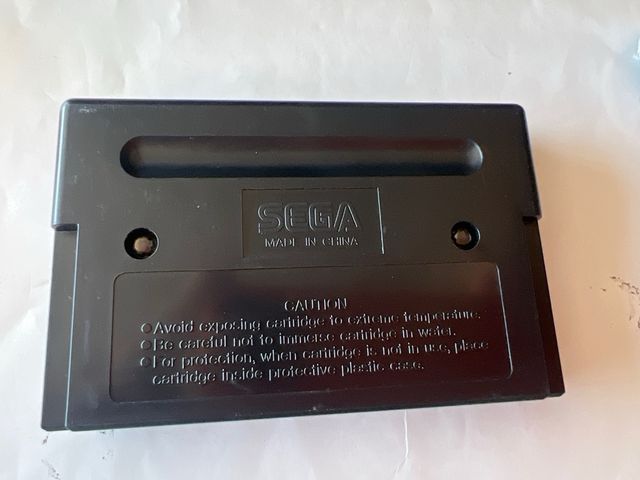 SEGA
MADE IN CHINA
CAUTION
Avoid exposing cartridge to extreme temperature.
Be careful not to immerse cartridge in water.
For protection, when cartridge is not in use, place
cartridge inside protective plastic case.